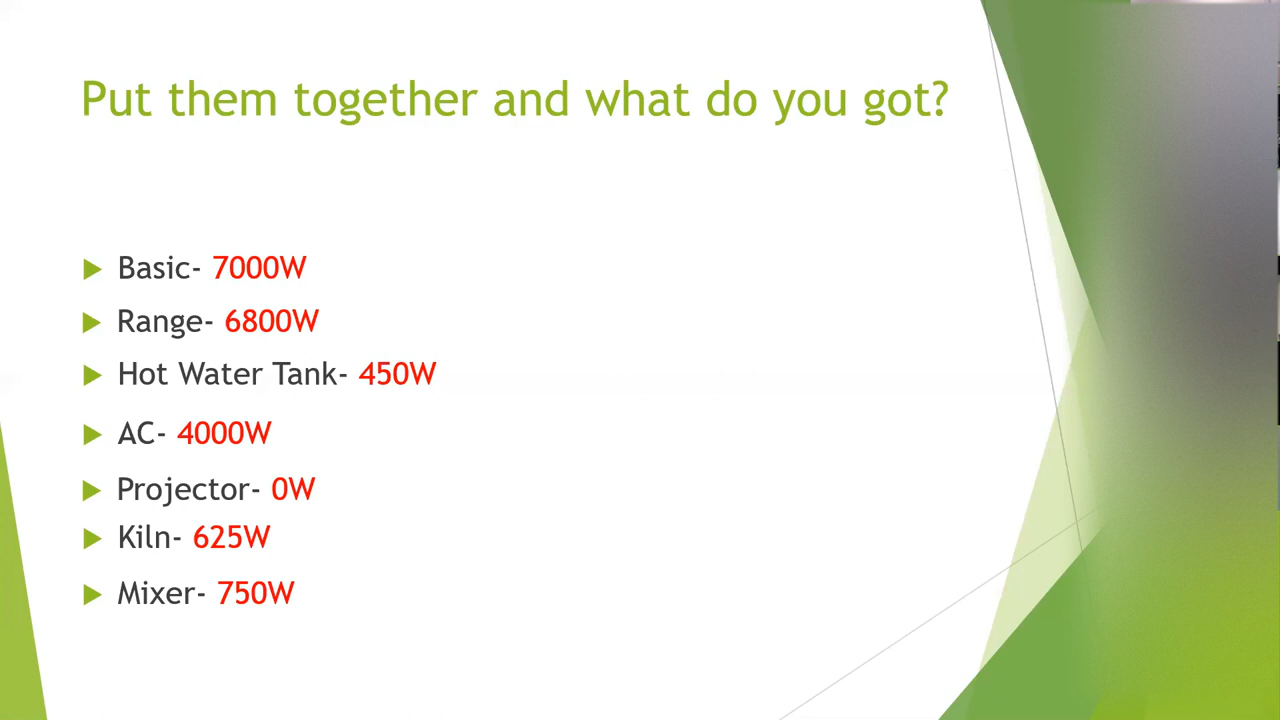 Put them together and what do you got?
Basic- 7000W
Range- 6800W
Hot Water Tank- 450W
AC- 4000W
Projector- 0W
Kiln- 625W
Mixer- 750W